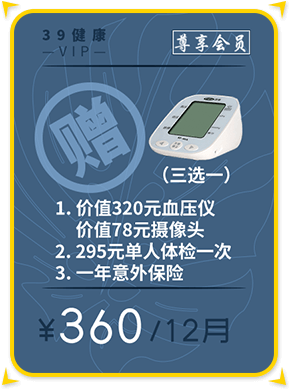 39健康
—VIP—
尊享会员
赠
（三选一）
1. 价值320元血压仪
价值78元摄像头
2. 295元单人体检一次
3. 一年意外保险
¥360/12月